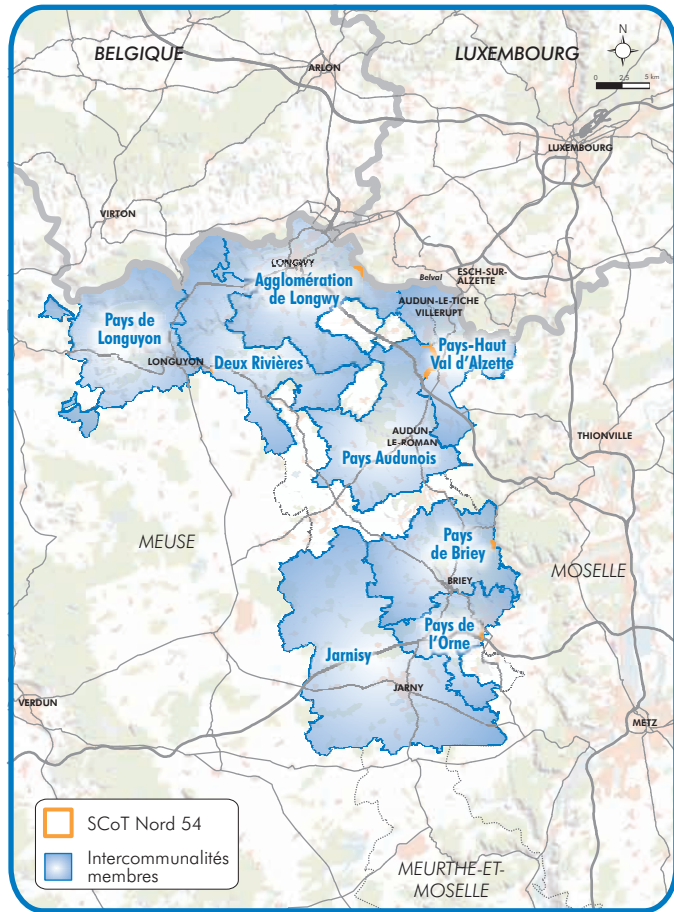 BELGIQUE
LUXEMBOURG
N
0 2,5 5 km
ARLON
LUXEMBOURG
VIRTON
LONGWY
Agglomération
de Longwy
Belval
ESCH-SUR-
ALZETTE
AUDUN-LE-TICHE
VILLERUPT
Pays de
Longuyon
LONGUYON
Deux Rivières
Pays-Haut
Val d'Alzette
AUDUN
LE-ROMAN
Pays Audunois
THIONVILLE
MEUSE
Pays
de Briey
BRIEY
MOSELLE
Pays de
l'Orne
Jarnisy
JARNY
VERDUN
METZ
SCoT Nord 54
Intercommunalités
membres
MEURTHE-ET-
MOSELLE